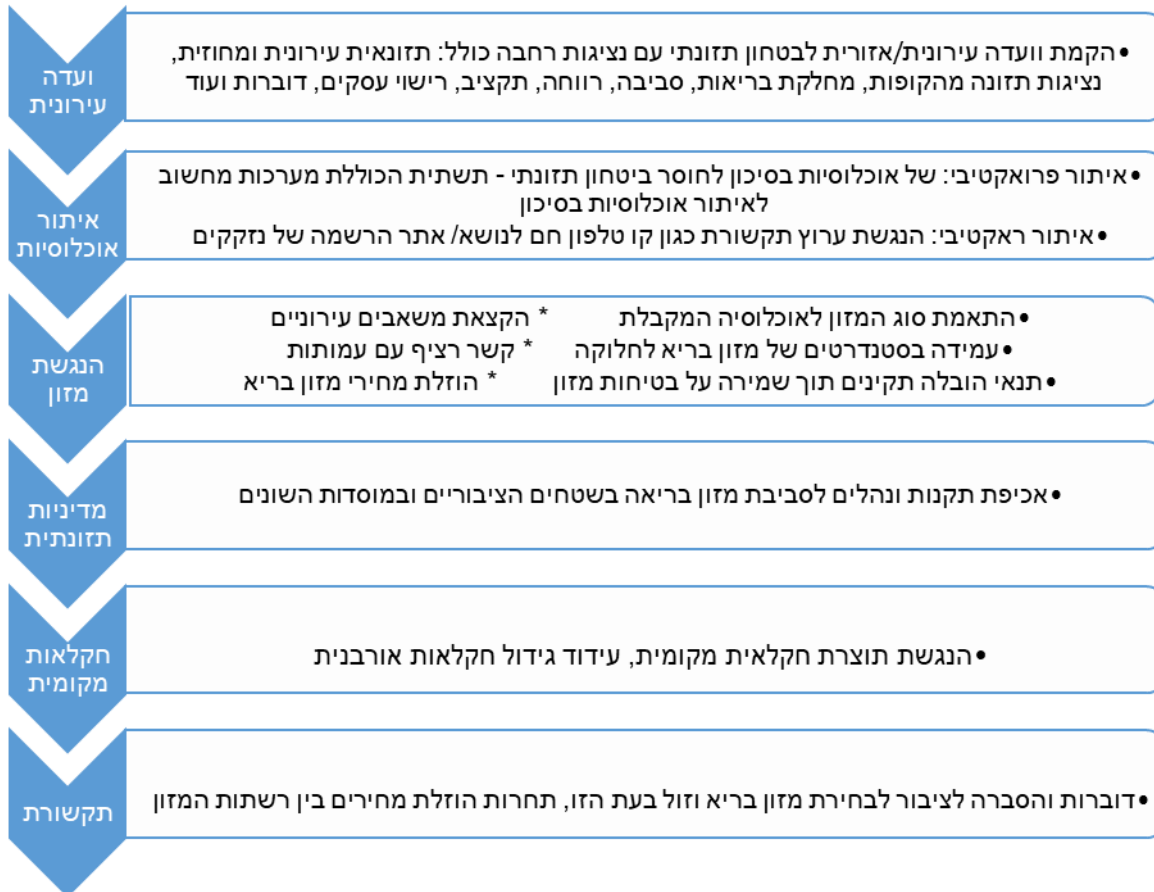 ועדה
עירונית
•הקמת וועדה עירונית/אזורית לבטחון תזונתי עם נציגות רחבה כולל: תזונאית עירונית ומחוזית,
נציגות תזונה מהקופות, מחלקת בריאות, סביבה, רווחה, תקציב, רישוי עסקים, דוברות ועוד
איתור
אוכלוסיות
•איתור פרואקטיבי: של אוכלוסיות בסיכון לחוסר ביטחון תזונתי - תשתית הכוללת מערכות מחשוב
לאיתור אוכלוסיות בסיכון
•איתור ראקטיבי: הנגשת ערוץ תקשורת כגון קו טלפון חם לנושא/ אתר הרשמה של נזקקים
הנגשת
מזון
•התאמת סוג המזון לאוכלוסיה המקבלת * הקצאת משאבים עירוניים
•עמידה בסטנדרטים של מזון בריא לחלוקה * קשר רציף עם עמותות
•תנאי הובלה תקינים תוך שמירה על בטיחות מזון * הוזלת מחירי מזון בריא
מדיניות
תזונתית
•אכיפת תקנות ונהלים לסביבת מזון בריאה בשטחים הציבוריים ובמוסדות השונים
חקלאות
מקומית
•הנגשת תוצרת חקלאית מקומית, עידוד גידול חקלאות אורבנית
תקשורת
•דוברות והסברה לציבור לבחירת מזון בריא וזול בעת הזו, תחרות הוזלת מחירים בין רשתות המזון